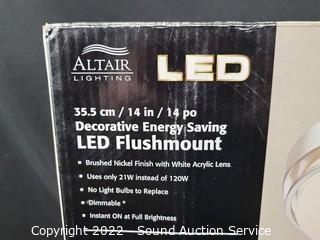 ALTAIR
LIGHTING
LED
35.5 cm / 14 in / 14 po
Decorative Energy Saving
LED Flushmount
• Brushed Nickel Finish with White Acrylic Lens
• Uses only 21W instead of 120W
• No Light Bulbs to Replace
• Dimmable *
• Instant ON at Full Brightness
Copyright 2022 - Sound Auction Service